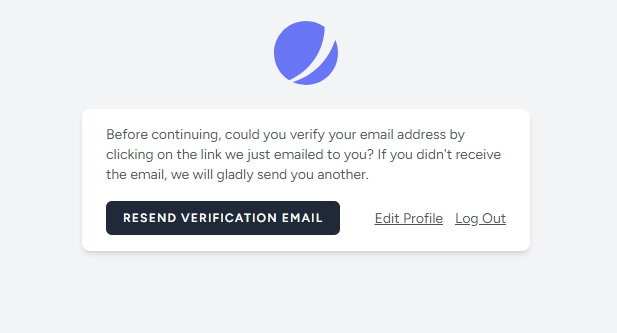 Before continuing, could you verify your email address by
clicking on the link we just emailed to you? If you didn't receive
the email, we will gladly send you another.
RESEND VERIFICATION EMAIL
Edit Profile
Log Out